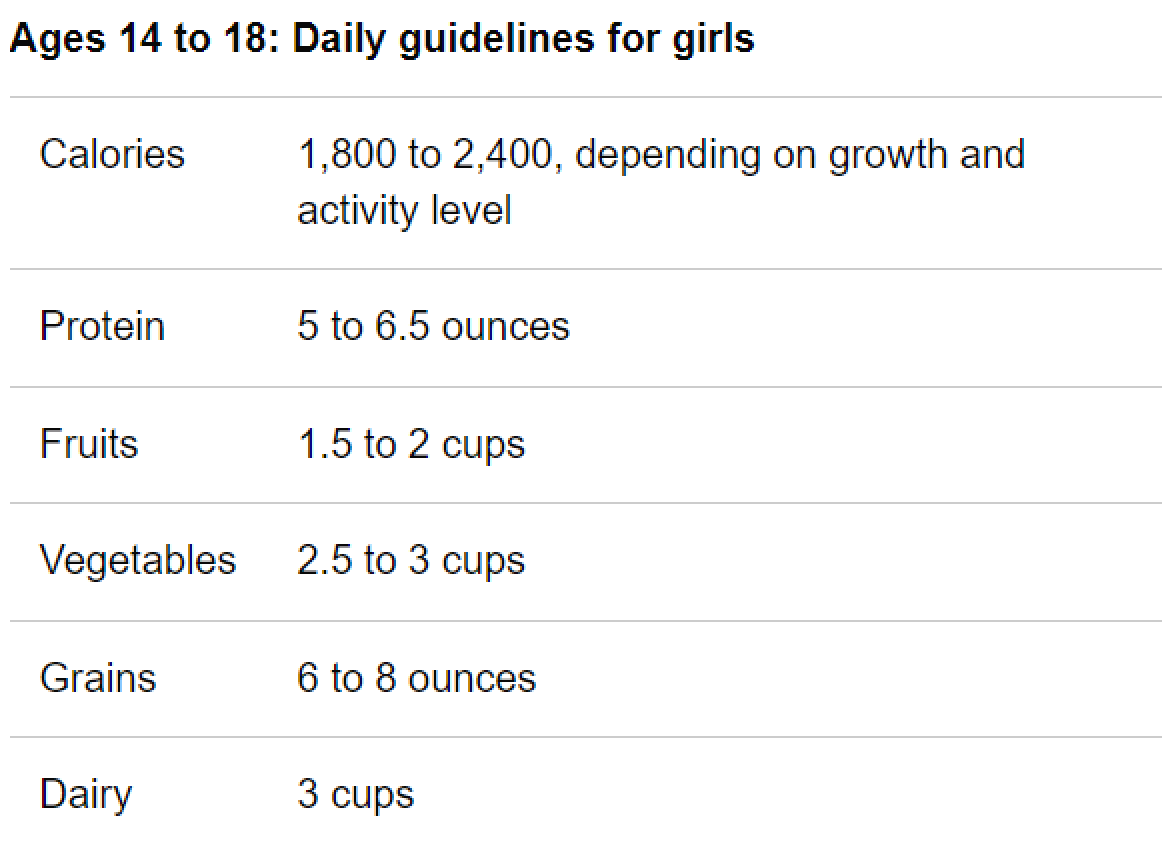 Ages 14 to 18: Daily guidelines for girls
Calories 1,800 to 2,400, depending on growth and
activity level
Protein 5 to 6.5 ounces
Fruits 1.5 to 2 cups
Vegetables 2.5 to 3 cups
Grains 6 to 8 ounces
Dairy 3 cups